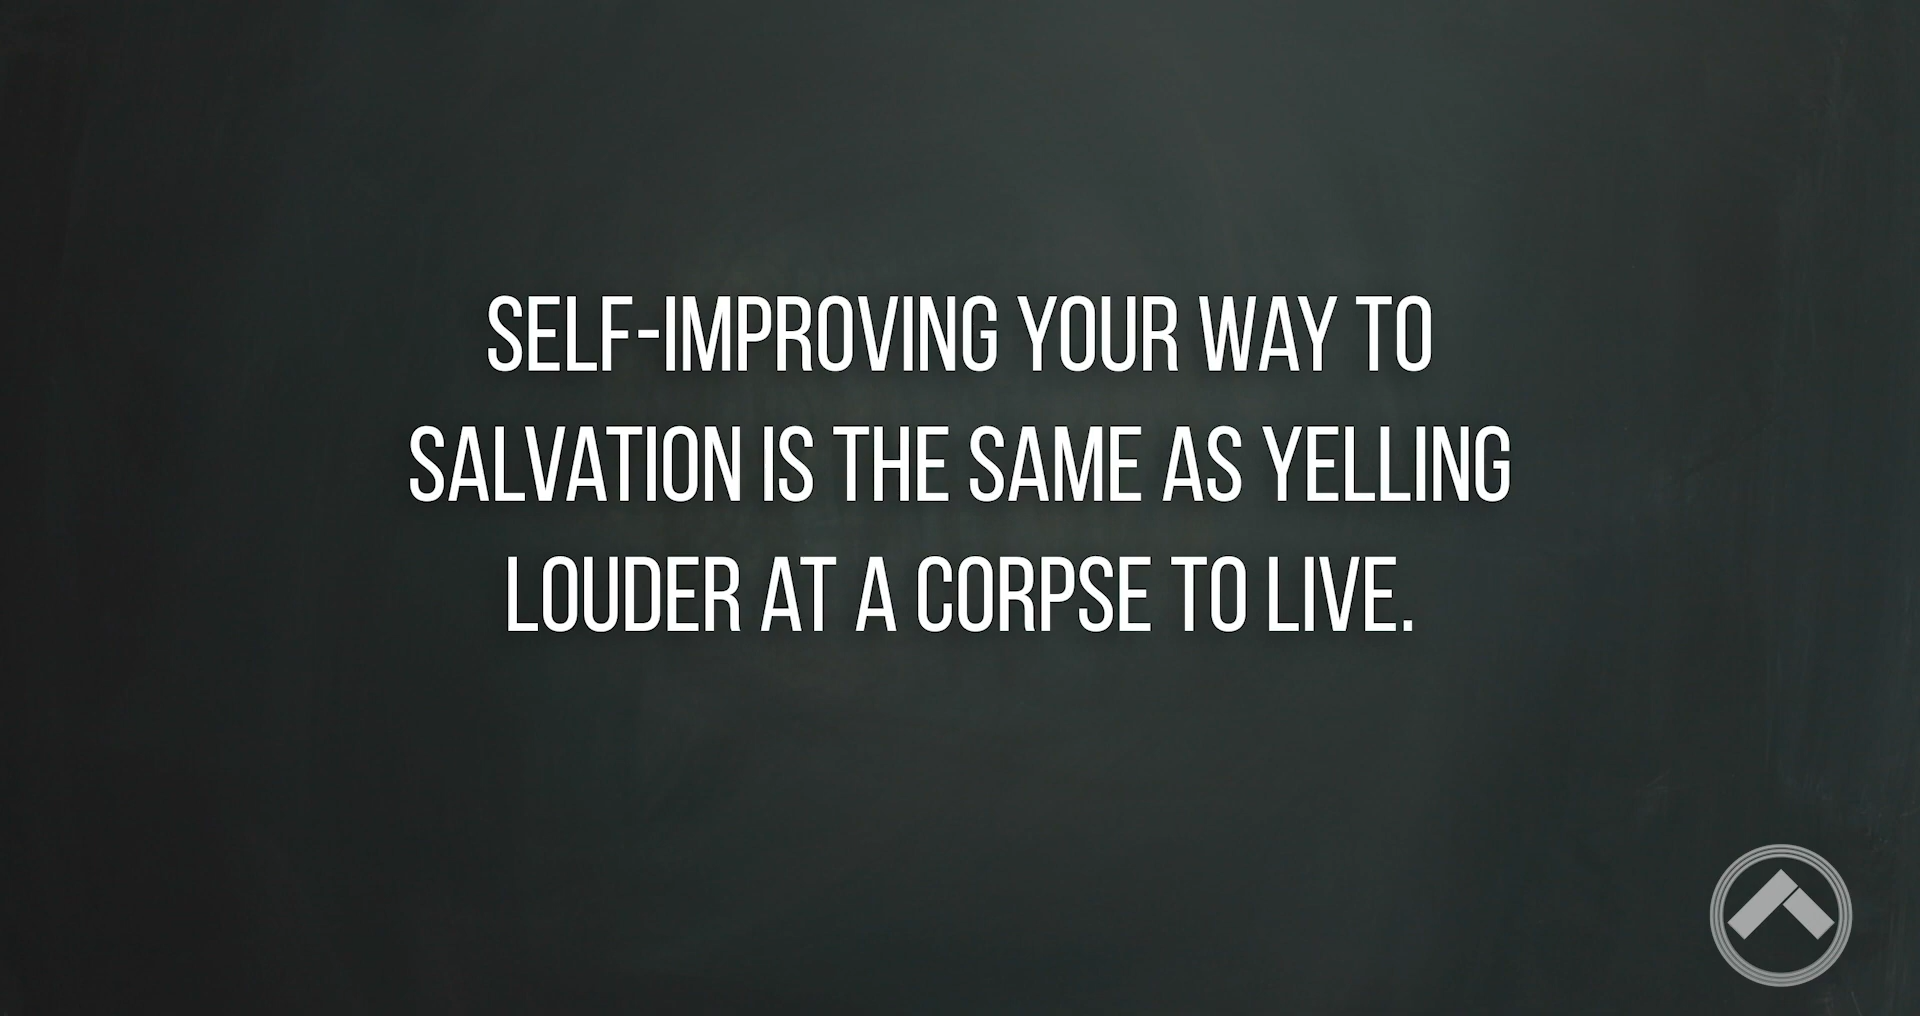 SELF-IMPROVING YOUR WAY TO
SALVATION IS THE SAME AS YELLING
LOUDER AT A CORPSE TO LIVE.